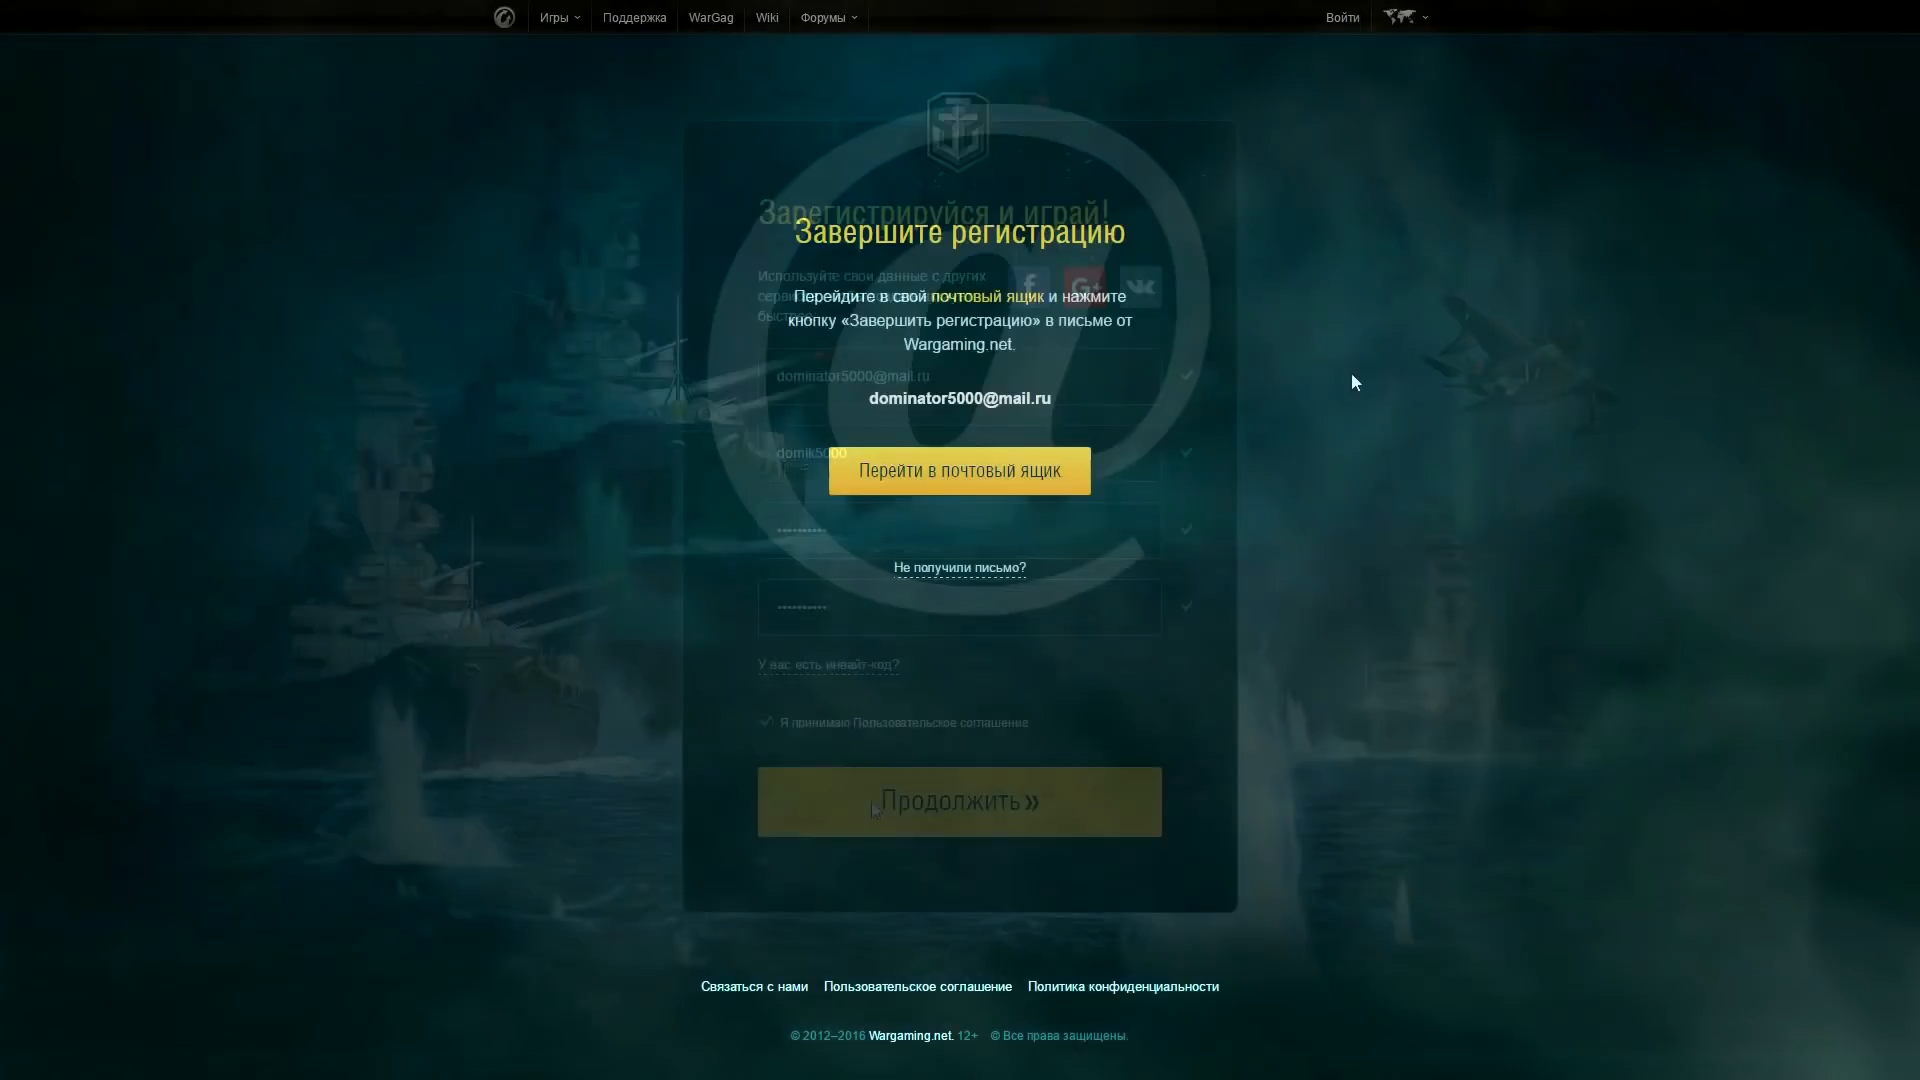 Игры
Поддержка
WarGag
Wiki
Форумы
Войти
Зарегистрируйся и играй!
Завершите регистрацию
Используйте свои данные с других
Перейдите в свой почтовый ящик и нажмите
кнопку «Завершить регистрацию» в письме от
Wargaming.net.
dominator5000@mail.ru
dominator5000@mail.ru
domik5000
Перейти в почтовый ящик
Не получили письмо?
У вас есть инвайт-код?
Я принимаю Пользовательское соглашение
Продолжить »
Связаться с нами Пользовательское соглашение Политика конфиденциальности
© 2012–2016 Wargaming.net. 12+ © Все права защищены.